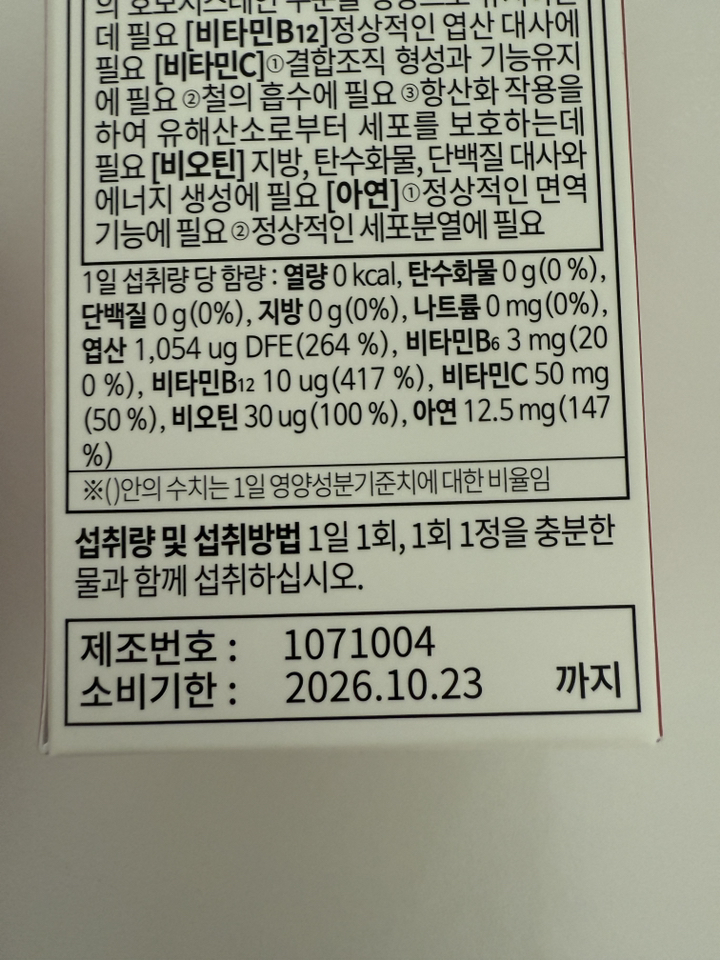 데 필요 [비타민B12]정상적인 엽산 대사에
필요 [비타민C]①결합조직 형성과 기능유지
에 필요 ②철의 흡수에 필요 ③항산화 작용을
하여 유해산소로부터 세포를 보호하는데
필요 [비오틴] 지방, 탄수화물, 단백질 대사와
에너지 생성에 필요 [아연]①정상적인 면역
기능에 필요 ②정상적인 세포분열에 필요
1일 섭취량 당 함량 : 열량 0 kcal, 탄수화물 0 g(0 %),
단백질 0 g(0%), 지방 0 g(0%), 나트륨 0 mg(0%),
엽산 1,054 ug DFE(264 %), 비타민B6 3 mg(20
0 %), 비타민B12 10 ug(417 %), 비타민C 50 mg
(50 %), 비오틴 30 ug(100 %), 아연 12.5 mg(147
%)
※()안의 수치는 1일 영양성분기준치에 대한 비율임
섭취량 및 섭취방법 1일 1회, 1회 1정을 충분한
물과 함께 섭취하십시오.
제조번호 : 1071004
소비기한 : 2026.10.23 까지